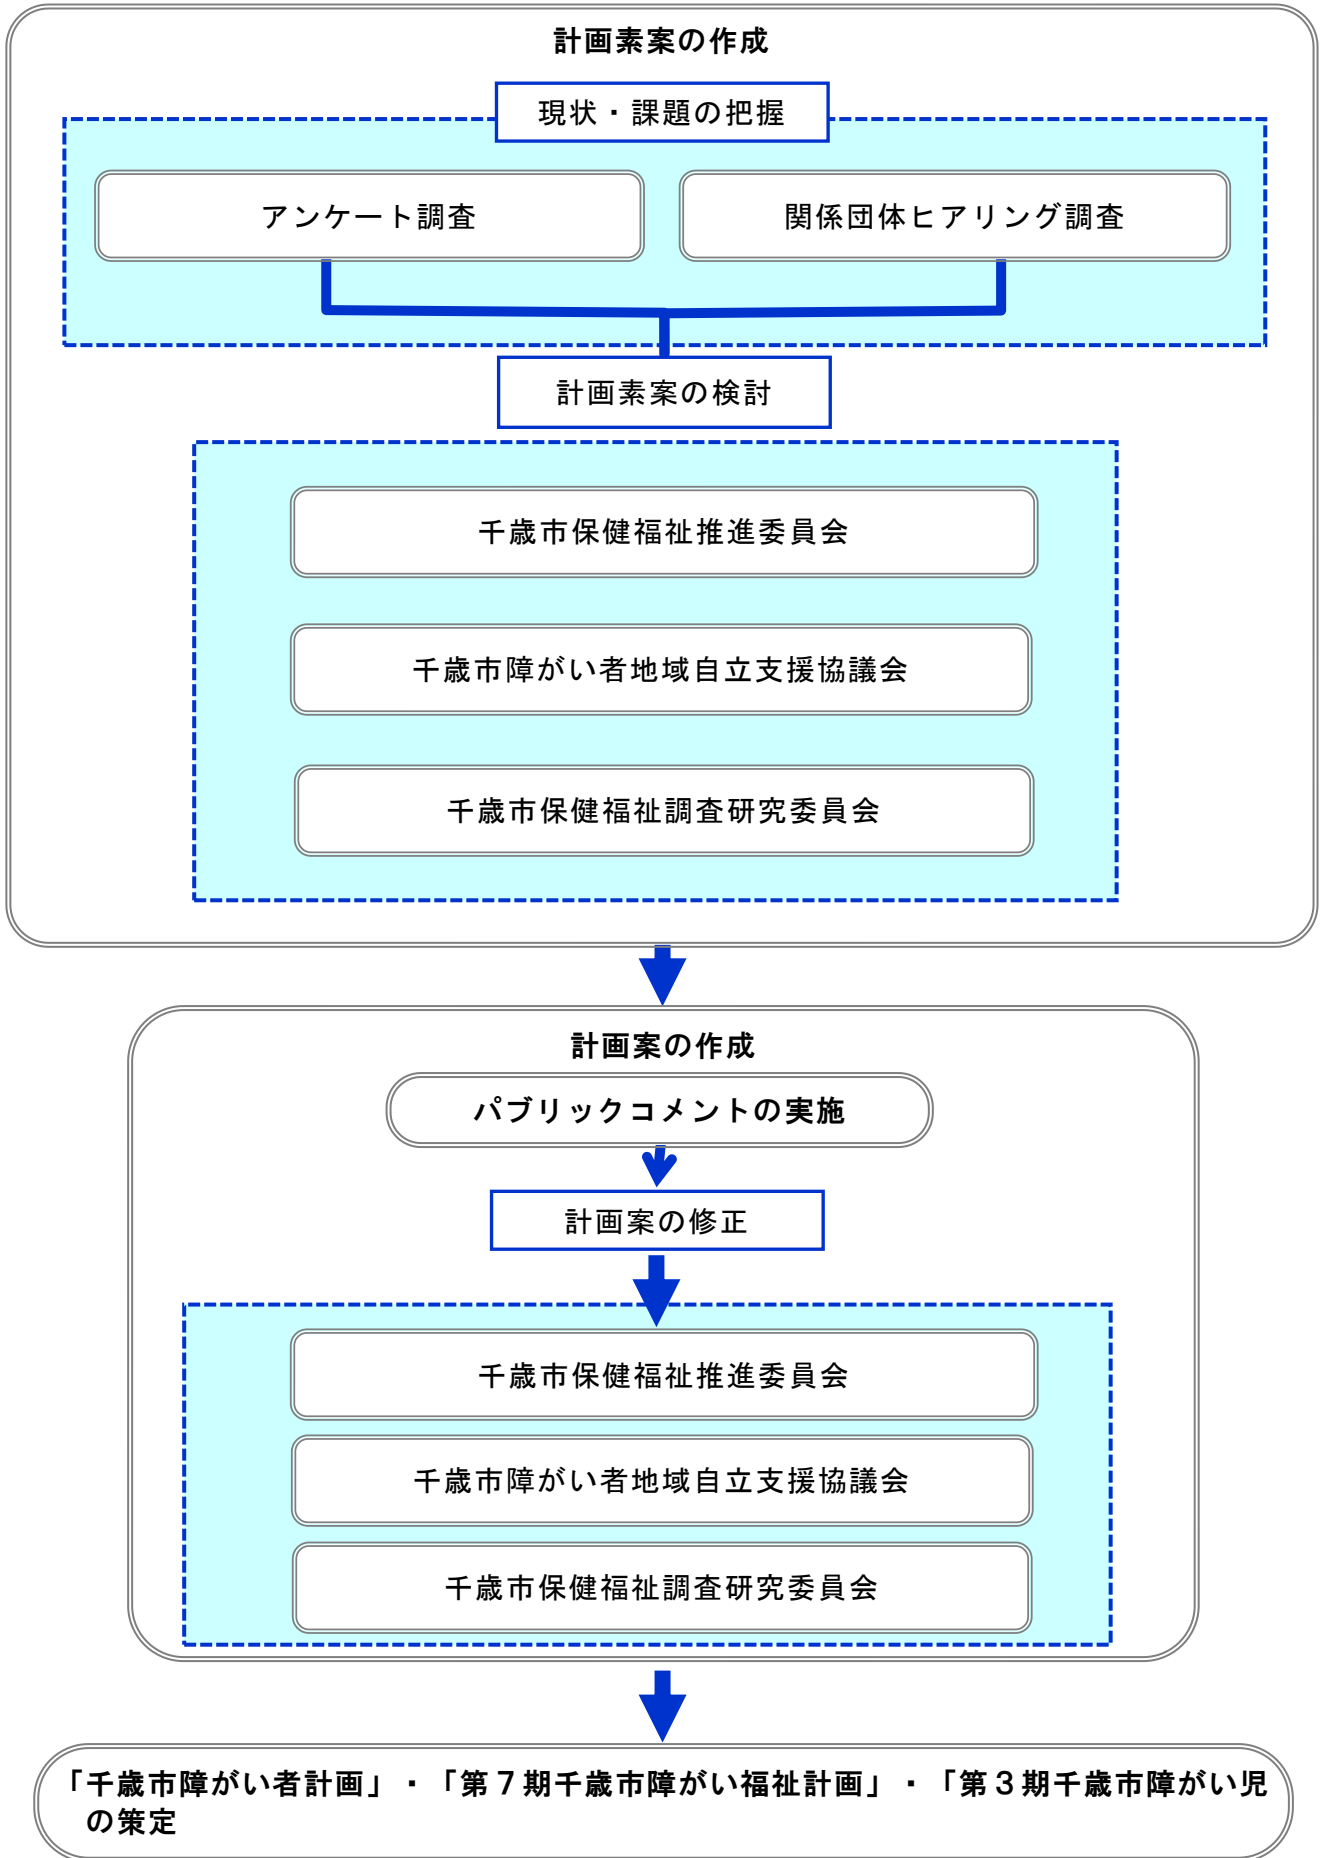 計画素案の作成
現状・課題の把握
アンケート調査
関係団体ヒアリング調査
計画素案の検討
千歳市保健福祉推進委員会
千歳市障がい者地域自立支援協議会
千歳市保健福祉調査研究委員会
計画案の作成
パブリックコメントの実施
計画案の修正
千歳市保健福祉推進委員会
千歳市障がい者地域自立支援協議会
千歳市保健福祉調査研究委員会
「千歳市障がい者計画」・「第７期千歳市障がい福祉計画」・「第３期千歳市障がい児
の策定